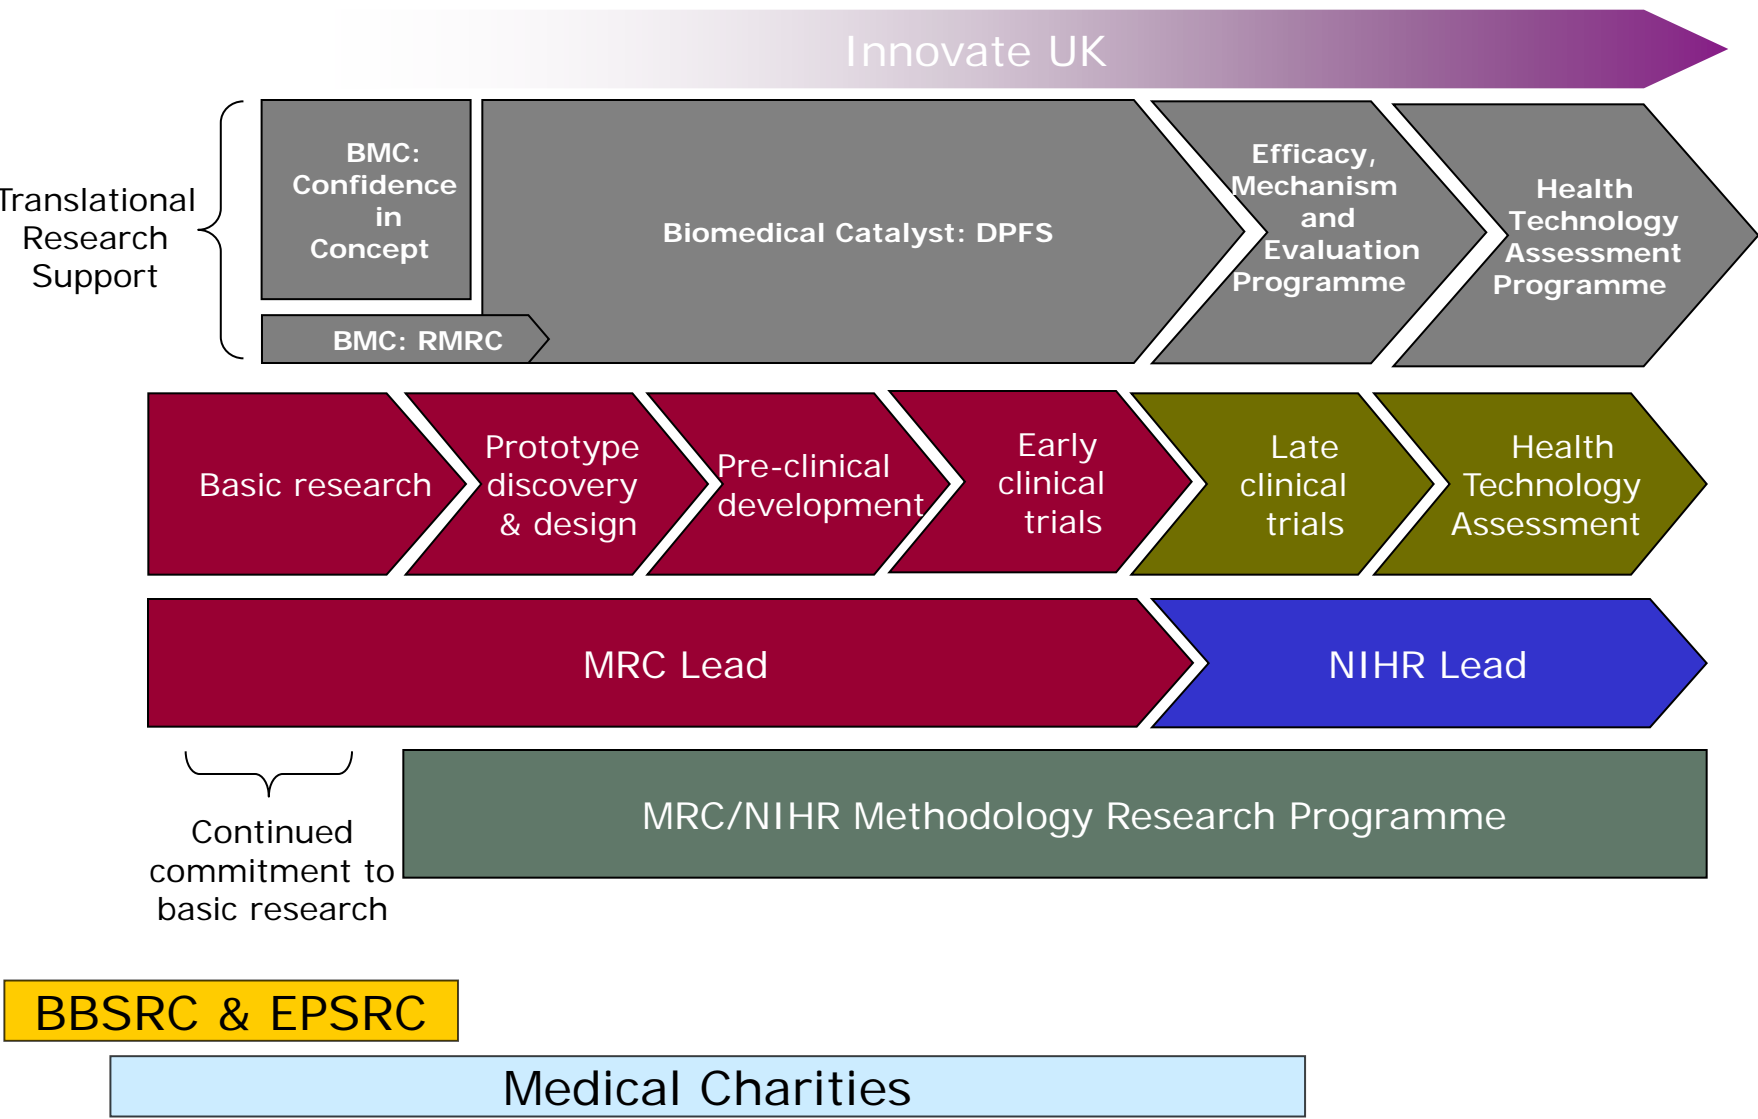 Innovate UK
Translational
Research
Support
BMC:
Confidence
in
Concept
BMC: RMRC
Biomedical Catalyst: DPFS
Efficacy,
Mechanism
and
Evaluation
Programme
Health
Technology
Assessment
Programme
Basic research
Prototype
discovery
& design
Pre-clinical
development
Early
clinical
trials
Late
clinical
trials
Health
Technology
Assessment
MRC Lead
NIHR Lead
Continued
commitment to
basic research
MRC/NIHR Methodology Research Programme
BBSRC & EPSRC
Medical Charities